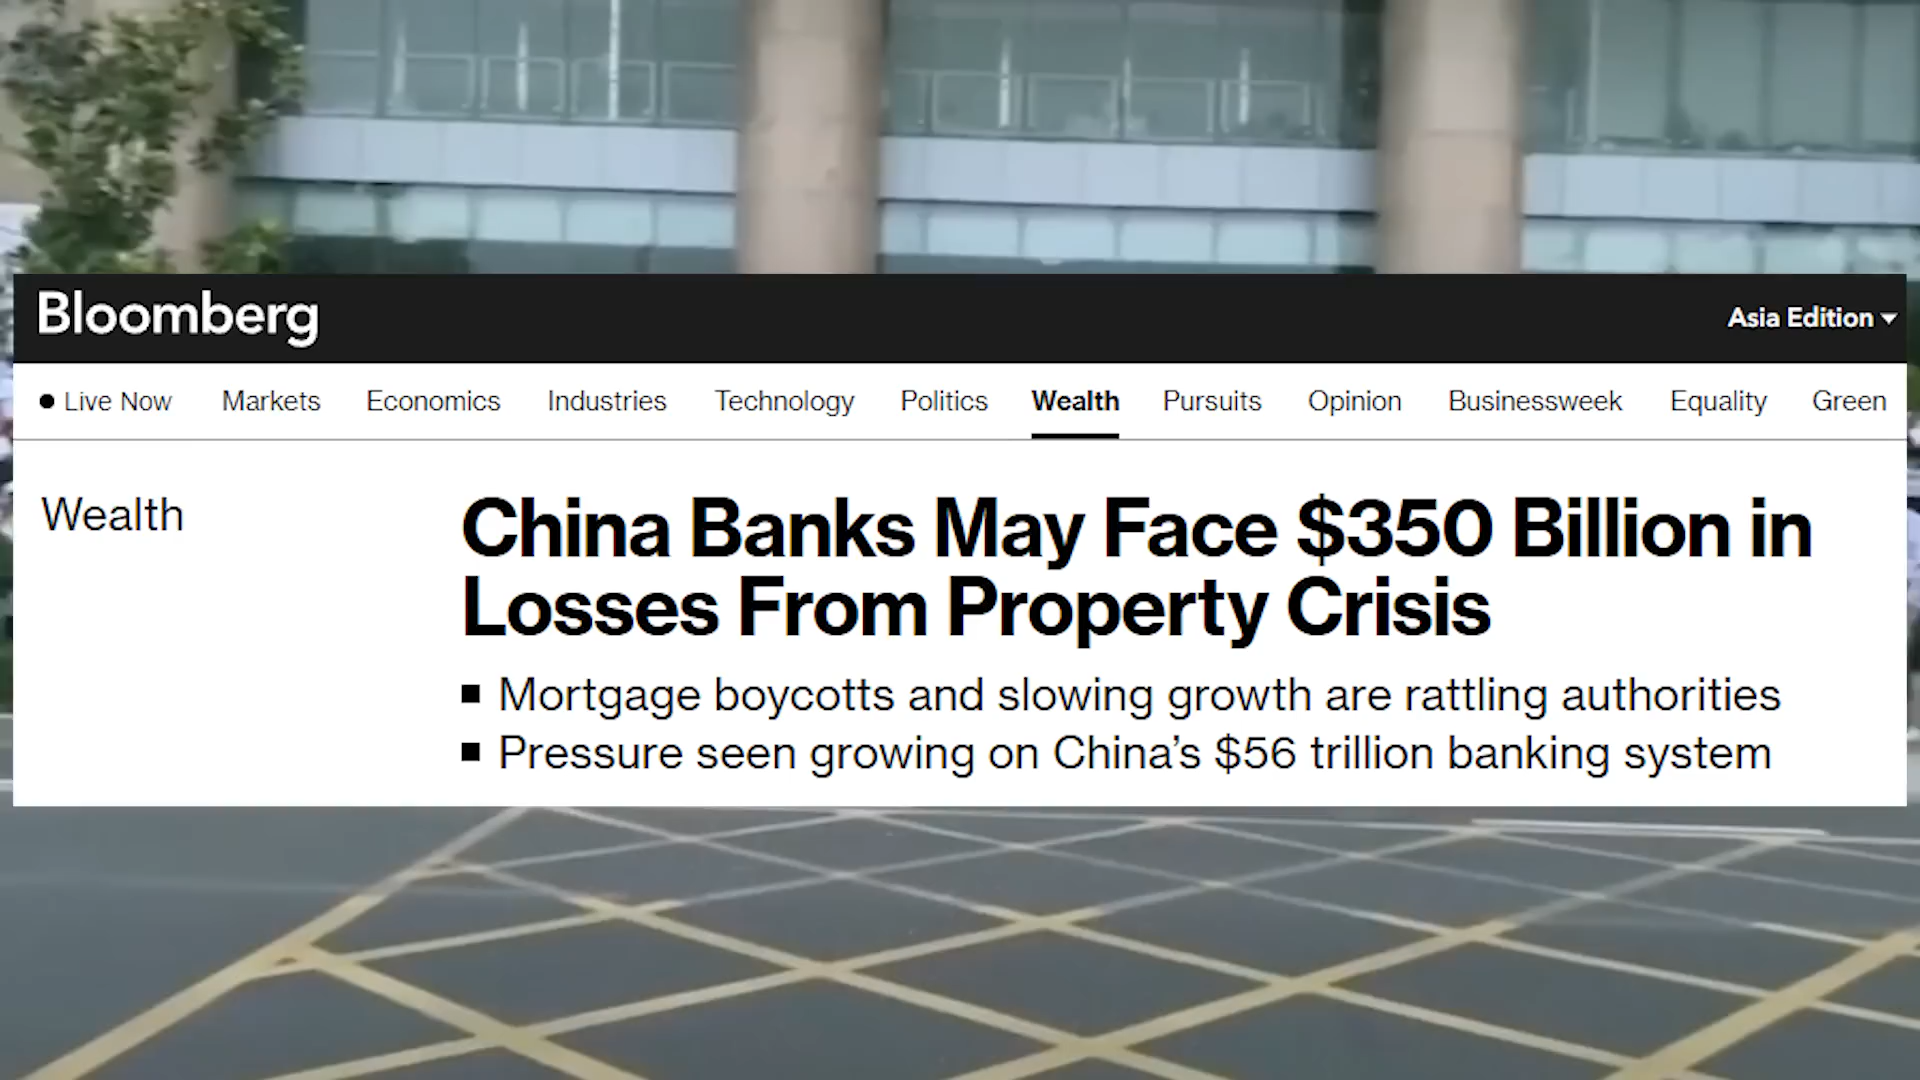 Bloomberg
Asia Edition
Live Now Markets Economics Industries Technology Politics Wealth Pursuits Opinion Businessweek Equality Green
Wealth
China Banks May Face $350 Billion in
Losses From Property Crisis
Mortgage boycotts and slowing growth are rattling authorities
Pressure seen growing on China’s $56 trillion banking system